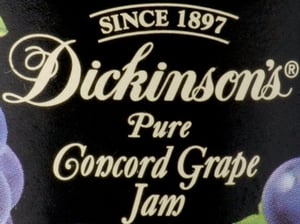 SINCE 1897
Dickinson's®
Pure
Concord Grape
Jam